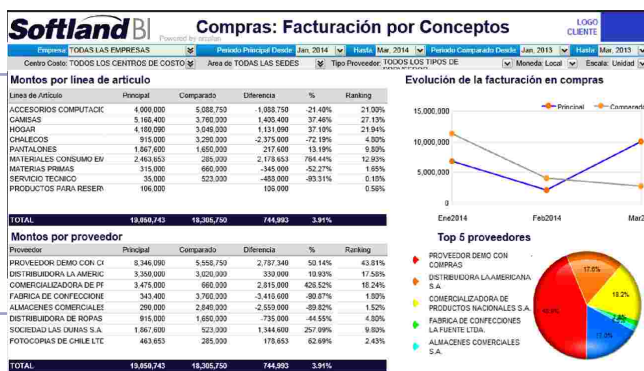 Softland BI
Powered by arcplan
Compras: Facturación por Conceptos
LOGO
CLIENTE
Empresa: TODAS LAS EMPRESAS Periodo Principal Desde: Jan, 2014 Hasta: Mar, 2014 Periodo Comparado Desde: Jan, 2013 Hasta: Mar, 2013
Centro Costo: TODOS LOS CENTROS DE COSTO Area de TODAS LAS SEDES Tipo Proveedor TODOS LOS TIPOS DE Moneda: Local Escala: Unidad
Montos por línea de artículo
Línea de Artículo Principal Comparado Diferencia % Ranking
ACCESORIOS COMPUTACIC 4,000,000 5,088,750 -1,088,750 -21.40% 21.00%
CAMISAS 5,168,400 3,760,000 1,408,400 37.46% 27.13%
HOGAR 4,180,090 3,049,000 1,131,090 37.10% 21.94%
CHALECOS 915,000 3,290,000 -2,375,000 -72.19% 4.80%
PANTALONES 1,867,600 1,650,000 217,600 13.19% 9.80%
MATERIALES CONSUMO EN 2,463,653 285,000 2,178,653 764.44% 12.93%
MATERIAS PRIMAS 315,000 660,000 -345,000 -52.27% 1.65%
SERVICIO TECNICO 35,000 523,000 -488,000 -93.31% 0.18%
PRODUCTOS PARA RESERV 106,000 106,000 0.56%
TOTAL 19,050,743 18,305,750 744,993 3.91%
Evolución de la facturación en compras
Principal Comparado
15,000,000
10,000,000
5,000,000
0
Ene2014 Feb2014 Mar2
Montos por proveedor
Proveedor Principal Comparado Diferencia % Ranking
PROVEEDOR DEMO CON CO 8,346,090 5,558,750 2,787,340 50.14% 43.81%
DISTRIBUIDORA LA AMERIC 3,350,000 3,020,000 330,000 10.93% 17.58%
COMERCIALIZADORA DE PF 3,475,000 660,000 2,815,000 426.52% 18.24%
FABRICA DE CONFECCIONE 343,400 3,760,000 -3,416,600 -90.87% 1.80%
ALMACENES COMERCIALES 290,000 2,849,000 -2,559,000 -89.82% 1.52%
DISTRIBUIDORA DE ROPAS 915,000 1,650,000 -735,000 -44.55% 4.80%
SOCIEDAD LAS DUNAS S.A. 1,867,600 523,000 1,344,600 257.09% 9.80%
FOTOCOPIAS DE CHILE LTE 463,653 285,000 178,653 62.69% 2.43%
TOTAL 19,050,743 18,305,750 744,993 3.91%
Top 5 proveedores
PROVEEDOR DEMO CON
COMPRAS
DISTRIBUIDORA LA AMERICANA
S.A.
COMERCIALIZADORA DE
PRODUCTOS NACIONALES S.A.
FABRICA DE CONFECCIONES
LA FUENTE LTDA.
ALMACENES COMERCIALES
S.A.
17.6%
18.2%